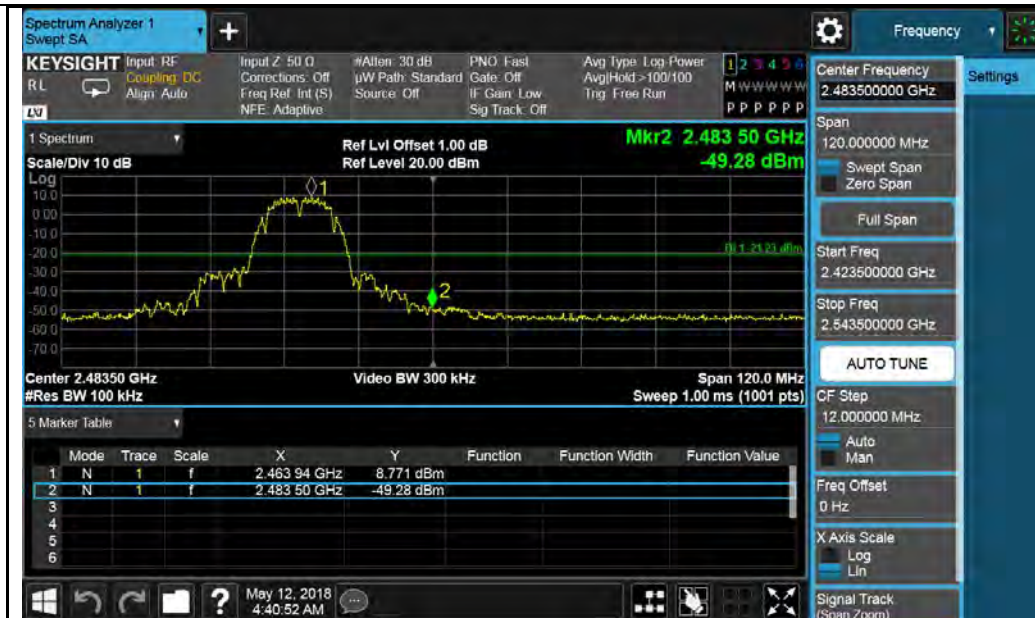 Spectrum Analyzer 1
Swept SA
+
Frequency
KEYSIGHT
RL
LXI
Input: RF
Coupling: DC
Align: Auto
Input Z: 50 Ω
Corrections: Off
Freq Ref: Int (S)
NFE: Adaptive
#Atten: 30 dB
µW Path: Standard
Source: Off
PNO: Fast
Gate: Off
IF Gain: Low
Sig Track: Off
Avg Type: Log-Power
Avg|Hold:>100/100
Trig: Free Run
1 2 3 4 5 6
M W W W W W
P P P P P P
1 Spectrum
Scale/Div 10 dB
Ref Lvl Offset 1.00 dB
Ref Level 20.00 dBm
Mkr2 2.483 50 GHz
-49.28 dBm
Log
10.0
0.00
-10.0
-20.0
-30.0
-40.0
-50.0
-60.0
-70.0
1
2
DL1 -21.23 dBm
Center 2.48350 GHz
#Res BW 100 kHz
Video BW 300 kHz
Span 120.0 MHz
Sweep 1.00 ms (1001 pts)
5 Marker Table
Mode Trace Scale X Y Function Function Width Function Value
1 N 1 f 2.463 94 GHz 8.771 dBm
2 N 1 f 2.483 50 GHz -49.28 dBm
3
4
5
6
?
May 12, 2018
4:40:52 AM
Center Frequency
2.483500000 GHz
Settings
Span
120.000000 MHz
Swept Span
Zero Span
Full Span
Start Freq
2.423500000 GHz
Stop Freq
2.543500000 GHz
AUTO TUNE
CF Step
12.000000 MHz
Auto
Man
Freq Offset
0 Hz
X Axis Scale
Log
Lin
Signal Track
(Span Zoom)